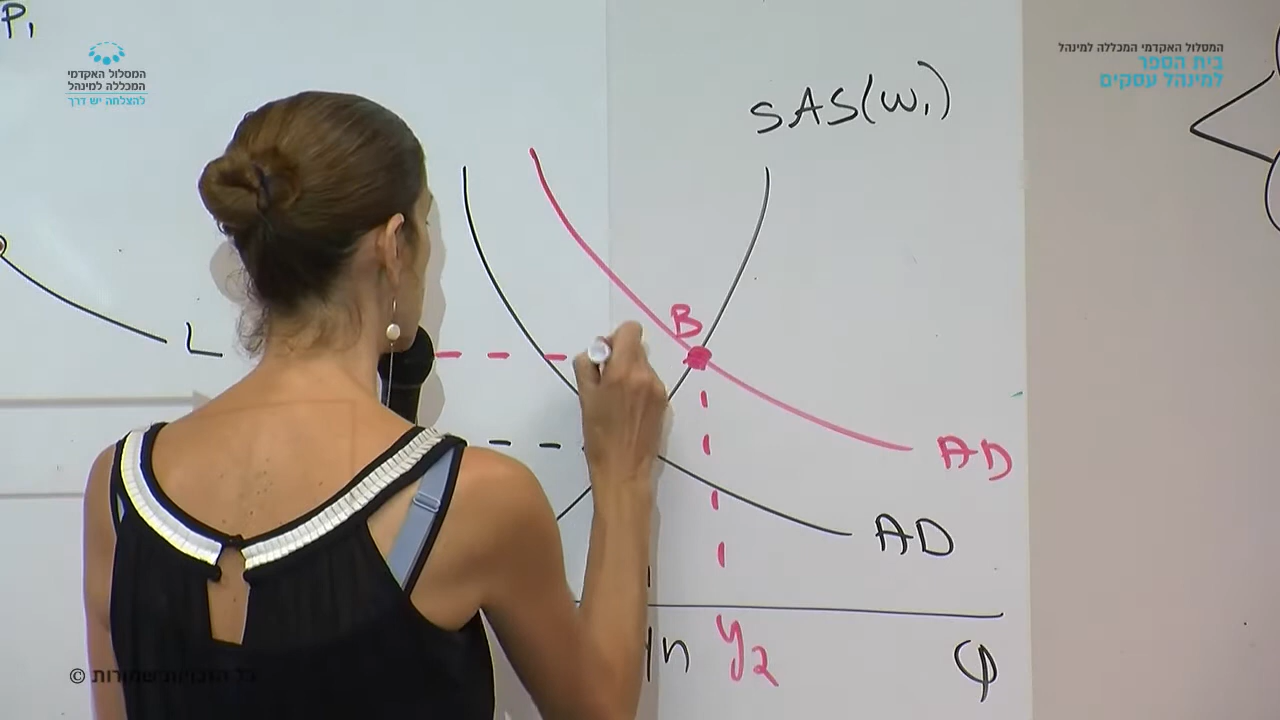 P₁
המסלול האקדמי
המכללה למינהל
להצלחה יש דרך
המסלול האקדמי המכללה למינהל
בית הספר
למינהל עסקים
SAS(W₁)
B
L
AD
AD
n
y₂
Q
© כל הזכויות שמורות